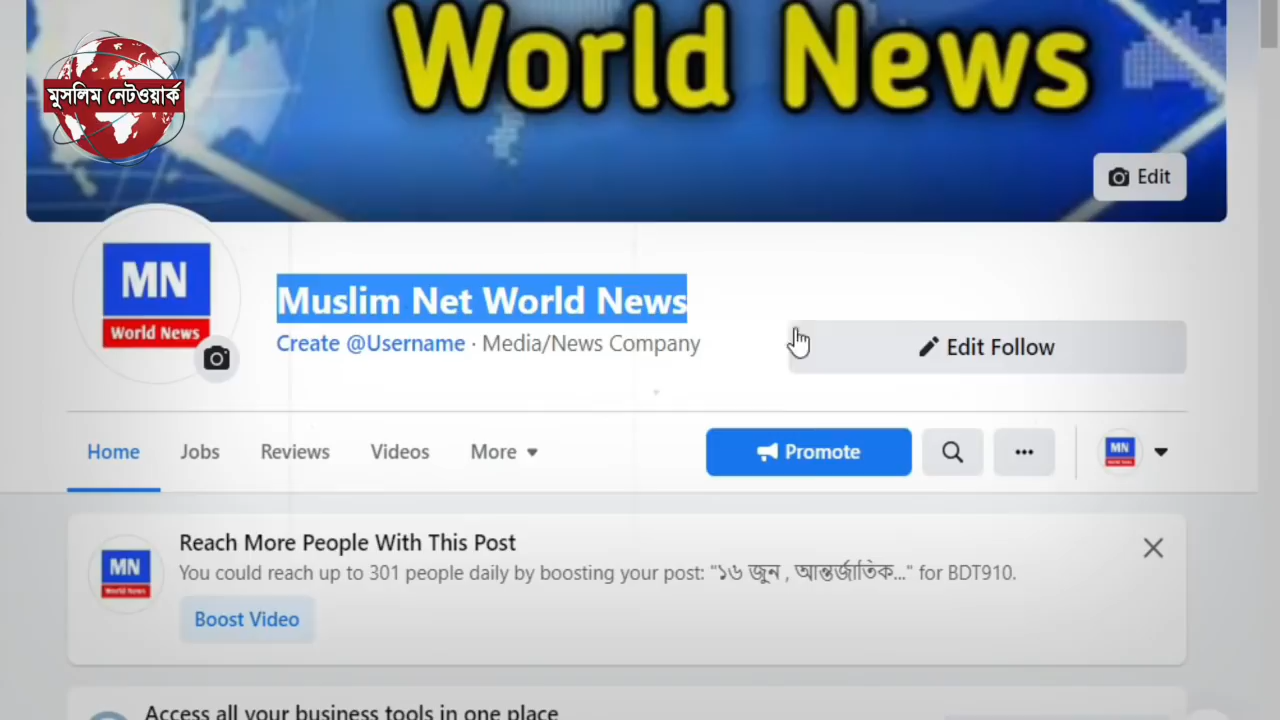 World News
মুসলিম নেটওয়ার্ক
Edit
MN
World News
Muslim Net World News
Create @Username · Media/News Company
Edit Follow
Home Jobs Reviews Videos More
Promote
MN
Reach More People With This Post
You could reach up to 301 people daily by boosting your post: "১৬ জুন , আন্তর্জাতিক..." for BDT910.
MN
World News
Boost Video
Access all your business tools in one place